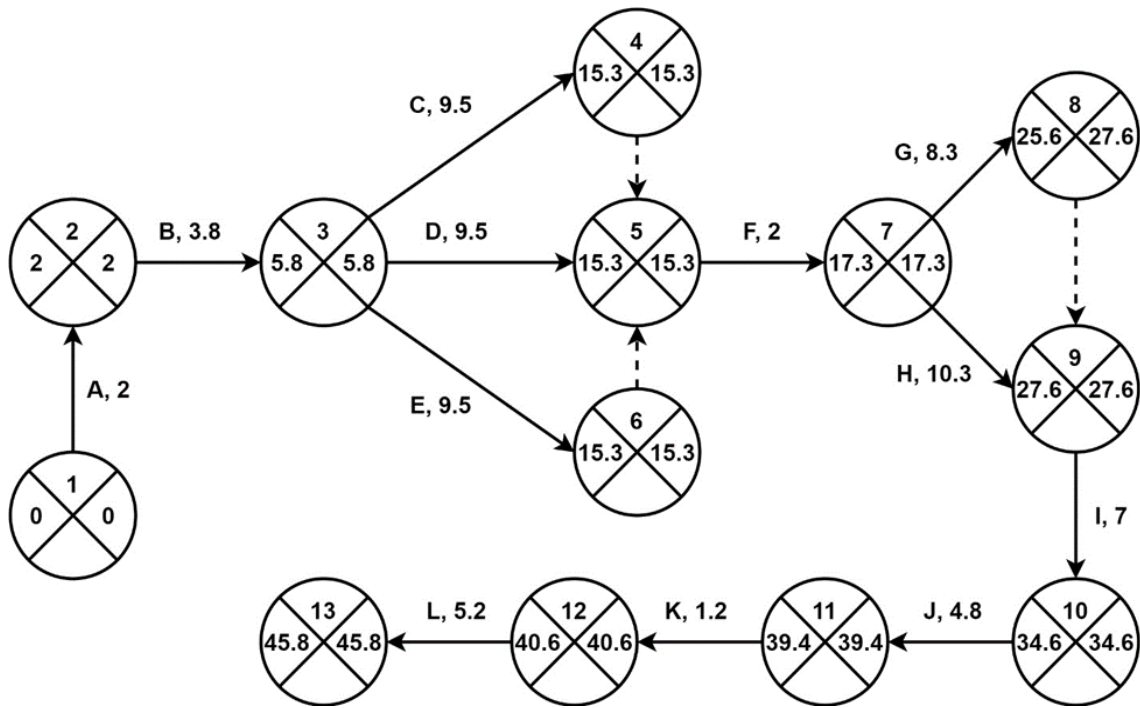 4
15.3 15.3
C, 9.5
8
25.6 27.6
G, 8.3
2
2 2
B, 3.8
3
5.8 5.8
D, 9.5
5
15.3 15.3
F, 2
7
17.3 17.3
A, 2
E, 9.5
6
15.3 15.3
H, 10.3
9
27.6 27.6
1
0 0
I, 7
13
45.8 45.8
L, 5.2
12
40.6 40.6
K, 1.2
11
39.4 39.4
J, 4.8
10
34.6 34.6